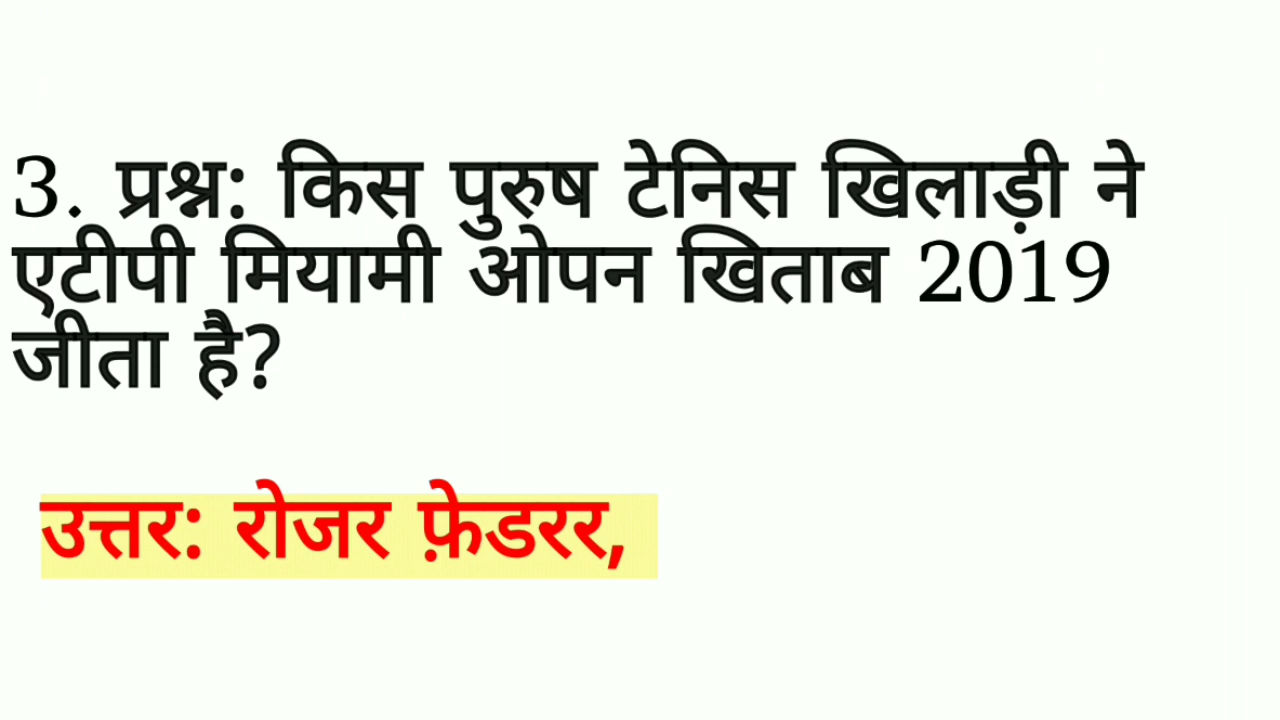 3. प्रश्न: किस पुरुष टेनिस खिलाड़ी ने
एटीपी मियामी ओपन खिताब 2019
जीता है?
उत्तर: रोजर फ़ेडरर,